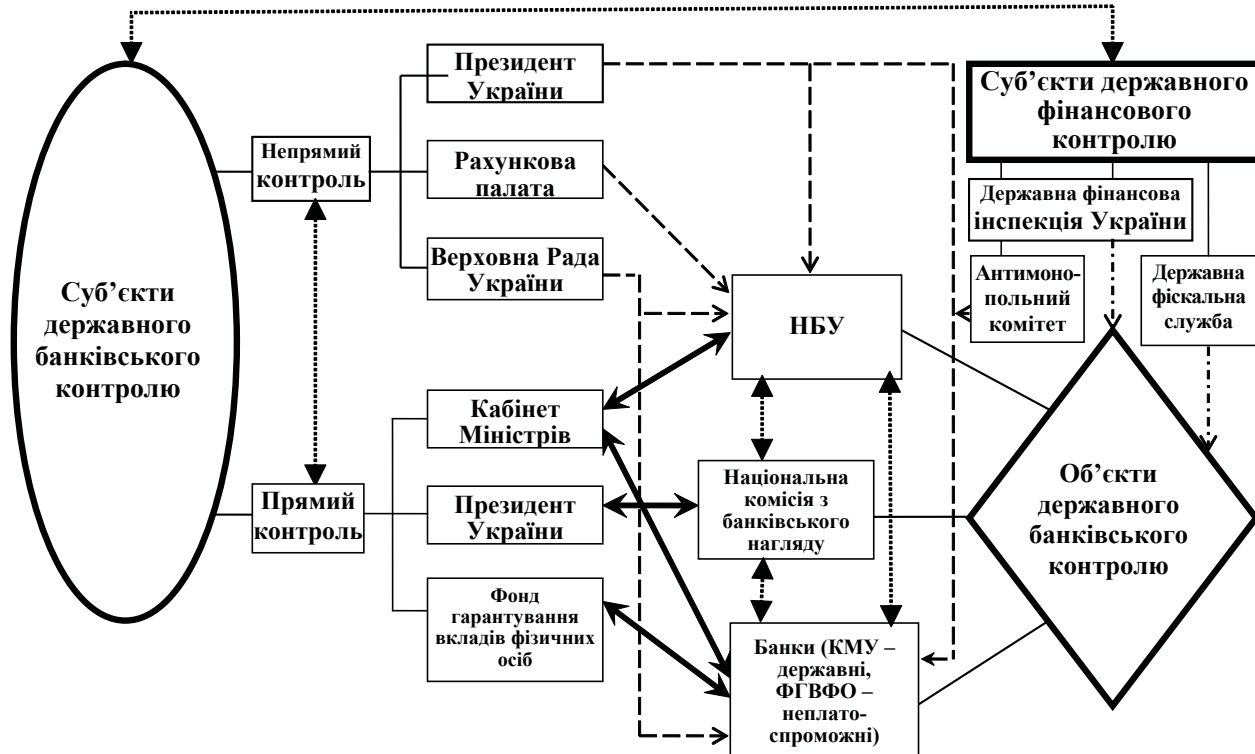 Суб’єкти
державного
банківського
контролю
Непрямий
контроль
Прямий
контроль
Президент
України
Рахункова
палата
Верховна Рада
України
Кабінет
Міністрів
Президент
України
Фонд
гарантування
вкладів фізичних
осіб
НБУ
Національна
комісія з
банківського
нагляду
Банки (КМУ –
державні,
ФГВФО –
неплато-
спроможні)
Суб’єкти державного
фінансового
контролю
Державна фінансова
інспекція України
Антимоно-
польний
комітет
Державна
фіскальна
служба
Об’єкти
державного
банківського
контролю